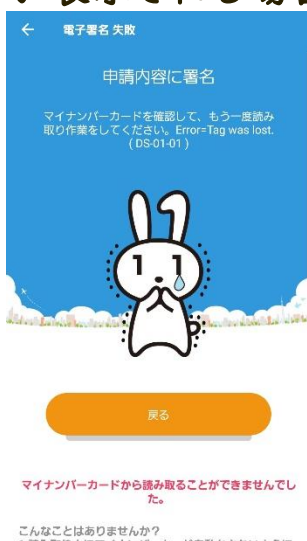 電子署名 失敗
申請内容に署名
マイナンバーカードを確認して、もう一度読み
取り作業をしてください。Error=Tag was lost.
( DS-01-01 )
戻る
マイナンバーカードから読み取ることができませんでし
た。
こんなことはありませんか？